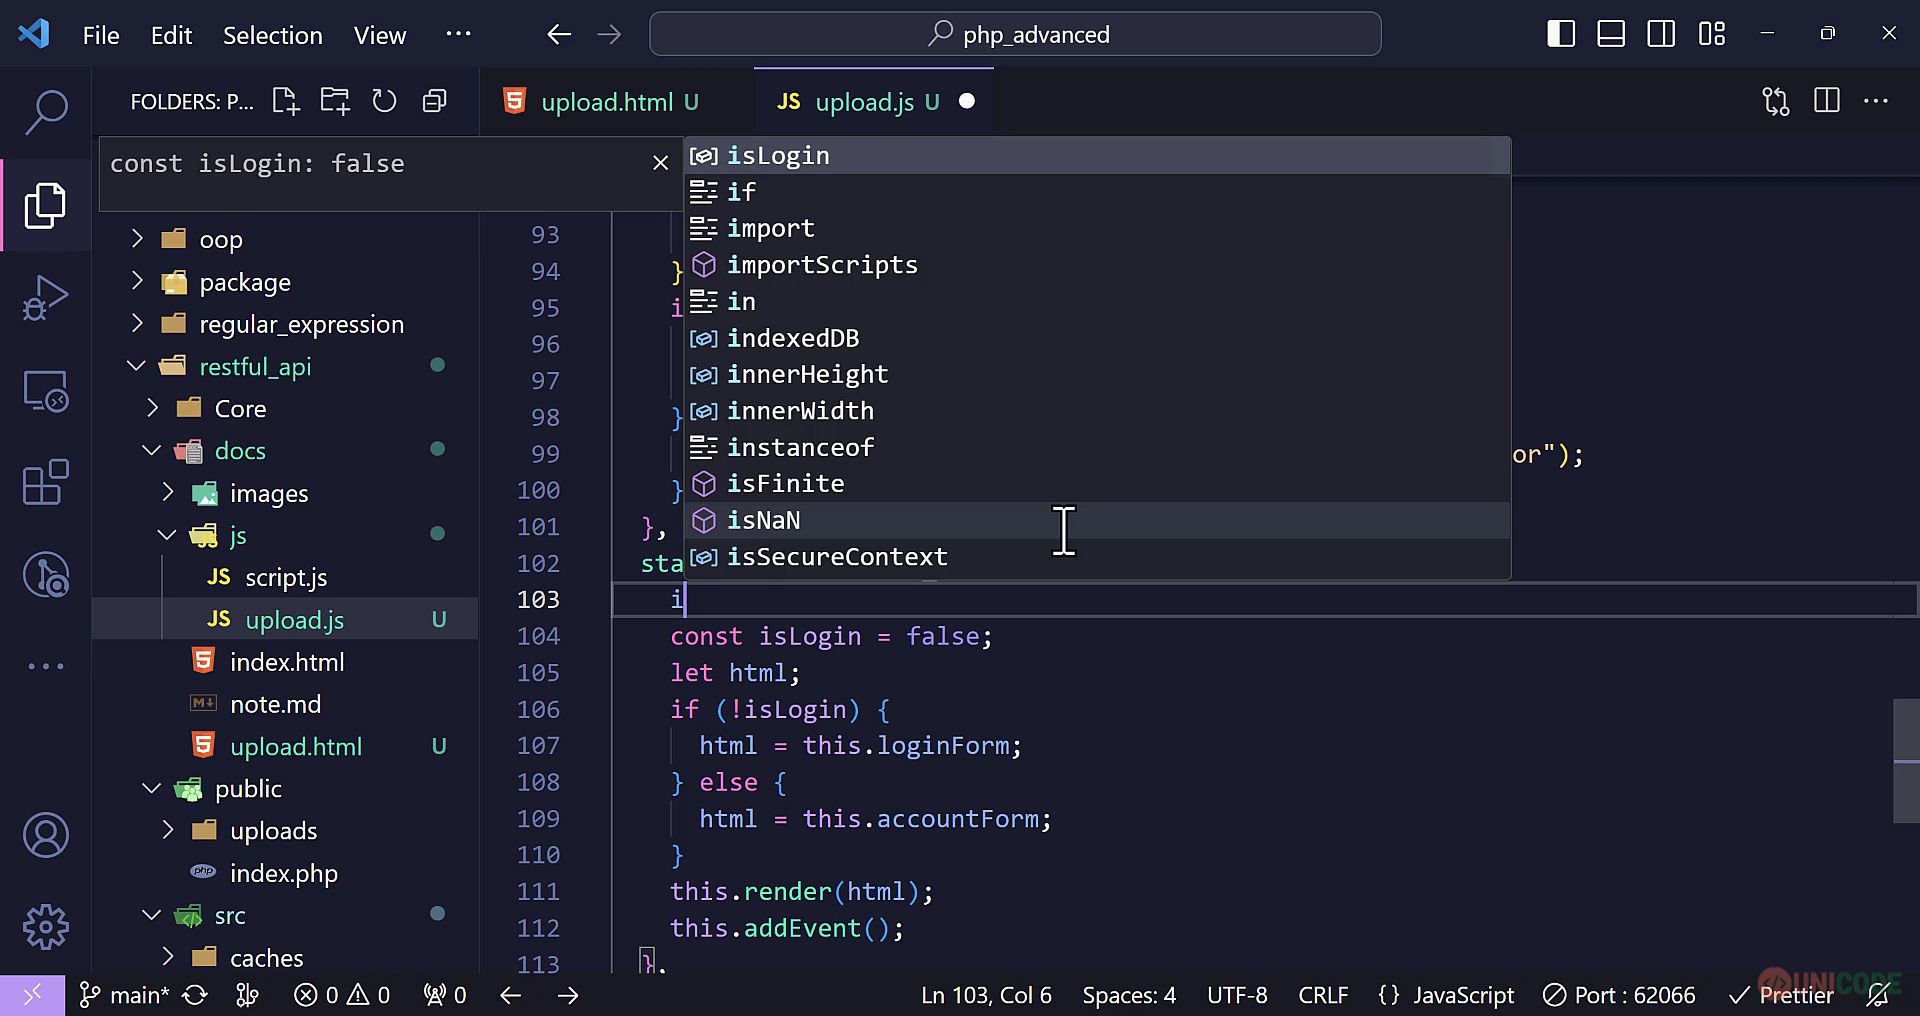 File Edit Selection View ··· php_advanced
FOLDERS: P...
upload.html U
JS upload.js U
const isLogin: false
oop
package
regular_expression
restful_api
Core
docs
images
js
JS script.js
JS upload.js U
index.html
note.md
upload.html U
public
uploads
php index.php
src
caches
isLogin
if
import
importScripts
in
indexedDB
innerHeight
innerWidth
instanceof
isFinite
isNaN
isSecureContext
93
94 }
95 i
96
97
98 }
99 or");
100 }
101 },
102 sta
103 i
104 const isLogin = false;
105 let html;
106 if (!isLogin) {
107 html = this.loginForm;
108 } else {
109 html = this.accountForm;
110 }
111 this.render(html);
112 this.addEvent();
113 },
main* 0 0 0 Ln 103, Col 6 Spaces: 4 UTF-8 CRLF {} JavaScript Port : 62066 Prettier
UNICODE